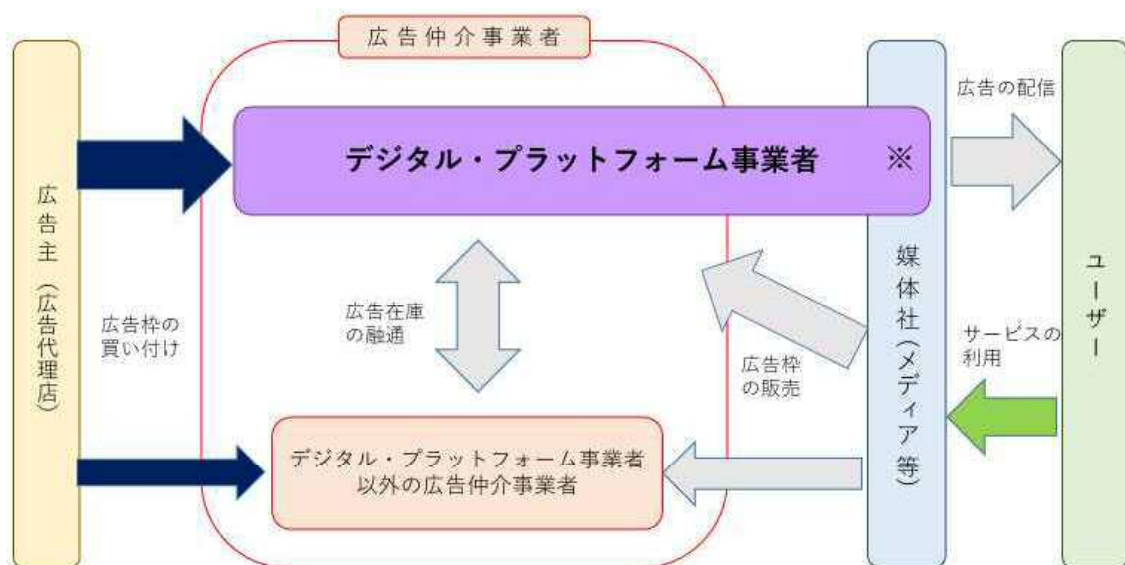 広告仲介事業者
広告の配信
デジタル・プラットフォーム事業者 ※
広告主(広告代理店)
広告枠の
買い付け
広告在庫
の融通
広告枠
の販売
媒体社(メディア等)
サービスの
利用
ユーザー
デジタル・プラットフォーム事業者
以外の広告仲介事業者